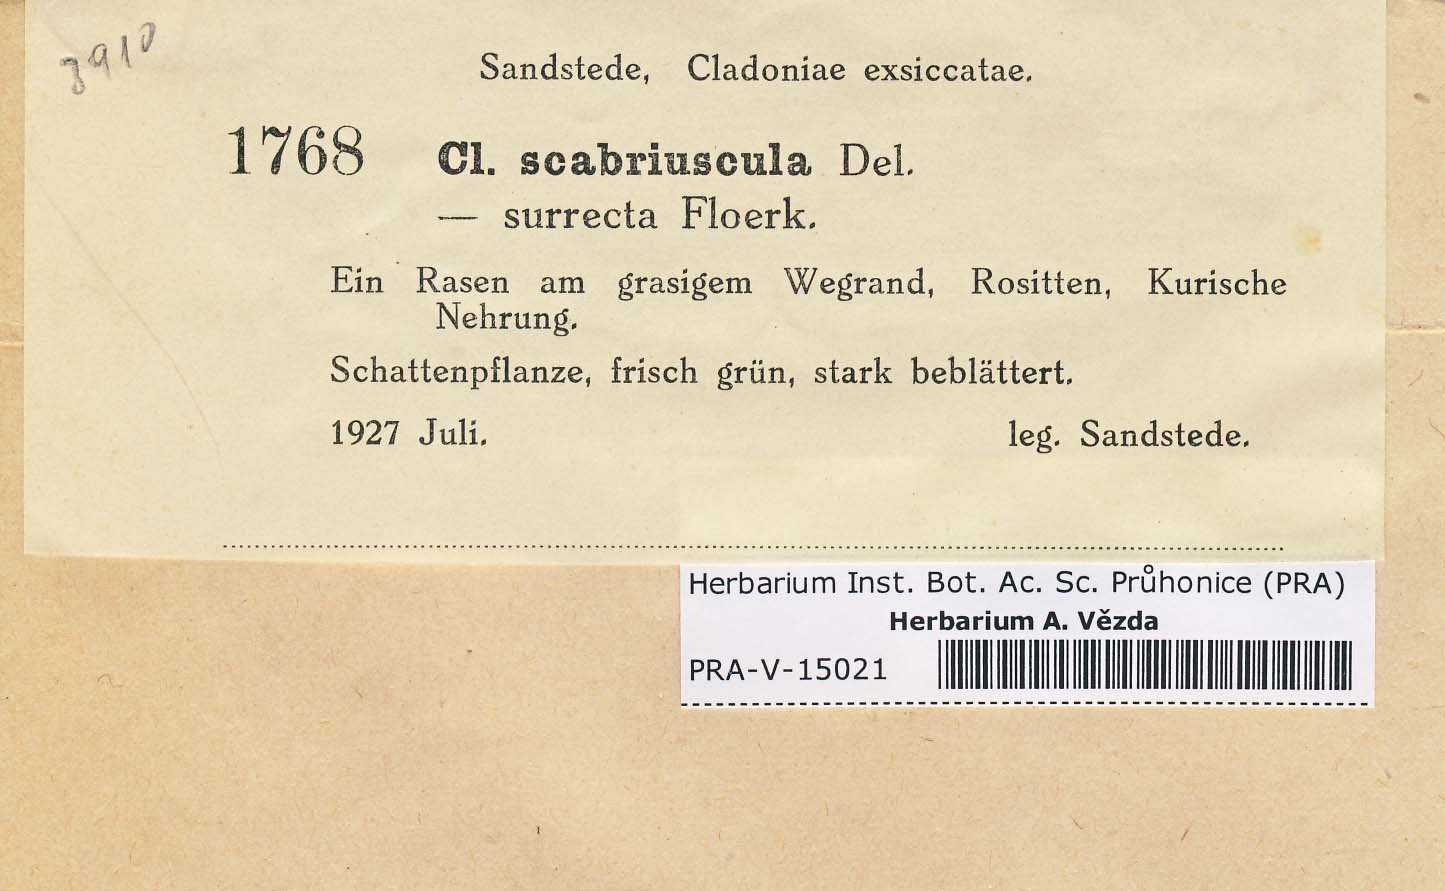 3910
Sandstede, Cladoniae exsiccatae.
1768 Cl. scabriuscula Del.
— surrecta Floerk.
Ein Rasen am grasigem Wegrand, Rositten, Kurische
Nehrung.
Schattenpflanze, frisch grün, stark beblättert.
1927 Juli. leg. Sandstede.
Herbarium Inst. Bot. Ac. Sc. Průhonice (PRA)
Herbarium A. Vězda
PRA-V-15021